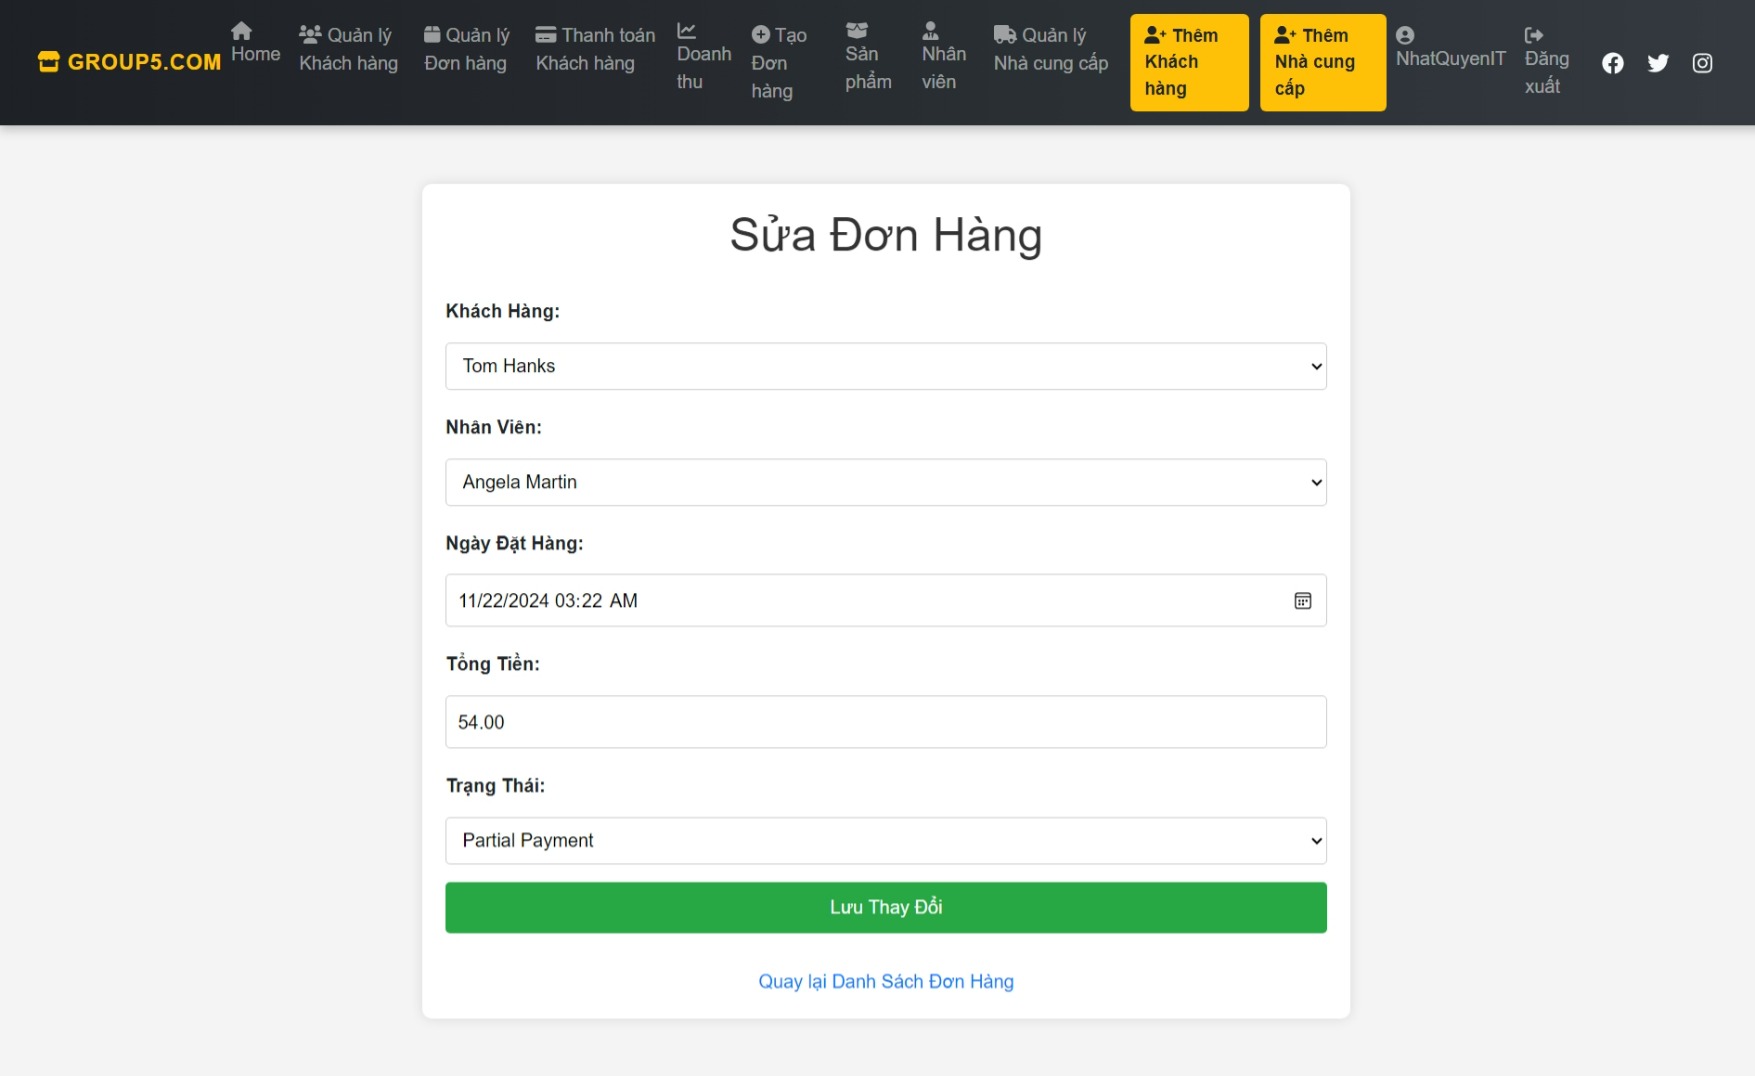 GROUP5.COM
Home
Quản lý
Khách hàng
Quản lý
Đơn hàng
Thanh toán
Khách hàng
Doanh
thu
Tạo
Đơn
hàng
Sản
phẩm
Nhân
viên
Quản lý
Nhà cung cấp
Thêm
Khách
hàng
Thêm
Nhà cung
cấp
NhatQuyenIT
Đăng
xuất
Sửa Đơn Hàng
Khách Hàng:
Tom Hanks
Nhân Viên:
Angela Martin
Ngày Đặt Hàng:
11/22/2024 03:22 AM
Tổng Tiền:
54.00
Trạng Thái:
Partial Payment
Lưu Thay Đổi
Quay lại Danh Sách Đơn Hàng